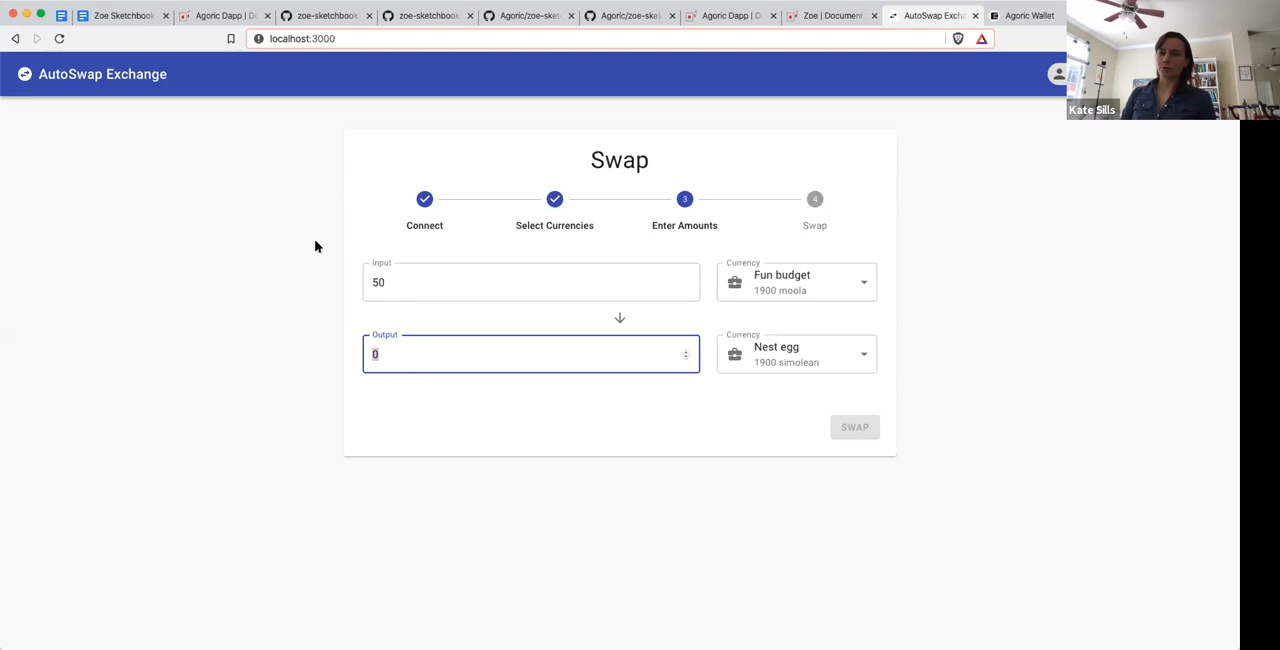 Zoe Sketchbook
Agoric Dapp | D
zoe-sketchbook
zoe-sketchbook
Agoric/zoe-sket
Agoric/zoe-sket
Agoric Dapp | D
Zoe | Document
AutoSwap Exch
Agoric Wallet
localhost:3000
AutoSwap Exchange
Kate Sills
Swap
3
4
Connect
Select Currencies
Enter Amounts
Swap
Input
50
Currency
Fun budget
1900 moola
Output
0
Currency
Nest egg
1900 simolean
SWAP